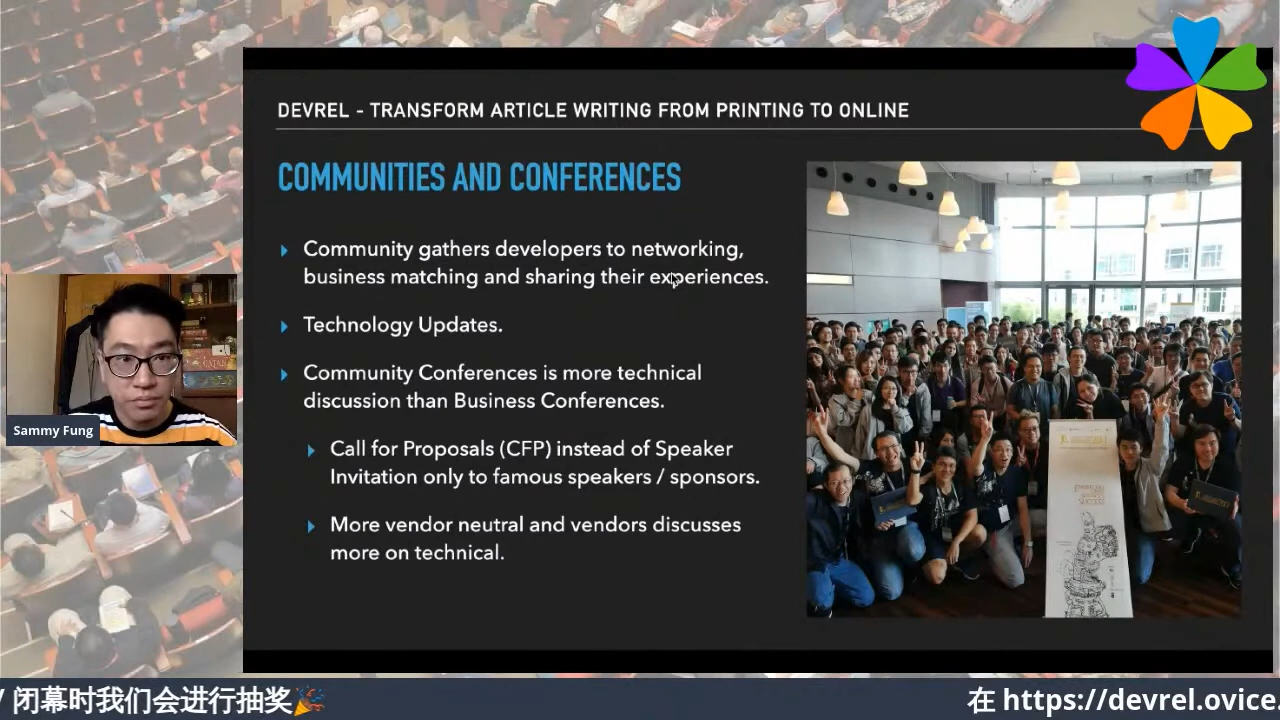 DEVREL - TRANSFORM ARTICLE WRITING FROM PRINTING TO ONLINE
COMMUNITIES AND CONFERENCES
Community gathers developers to networking,
business matching and sharing their experiences.
Technology Updates.
Community Conferences is more technical
discussion than Business Conferences.
Call for Proposals (CFP) instead of Speaker
Invitation only to famous speakers / sponsors.
More vendor neutral and vendors discusses
more on technical.
CATAN
Sammy Fung
/ 闭幕时我们会进行抽奖🎉
在 https://devrel.ovice.